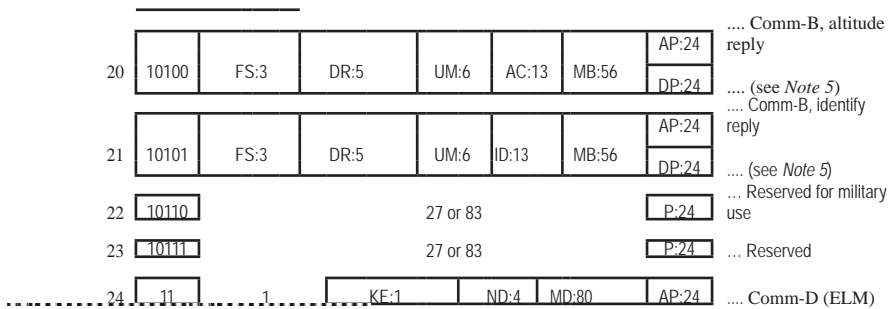 .... Comm-B, altitude
AP:24 reply
20 10100 FS:3 DR:5 UM:6 AC:13 MB:56
DP:24 .... (see Note 5)
.... Comm-B, identify
AP:24 reply
21 10101 FS:3 DR:5 UM:6 ID:13 MB:56
DP:24 .... (see Note 5)
... Reserved for military
22 10110 27 or 83 P:24 use
23 10111 27 or 83 P:24 ... Reserved
24 11 1 KE:1 ND:4 MD:80 AP:24 .... Comm-D (ELM)